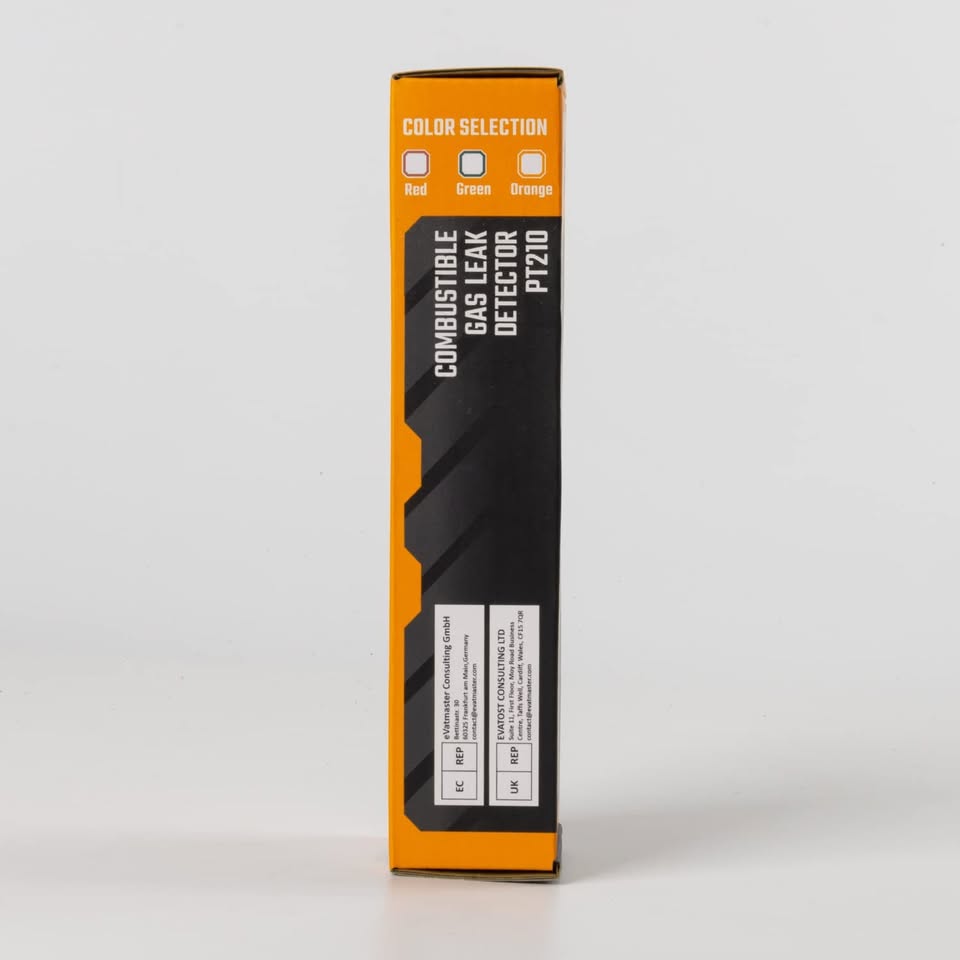 COLOR SELECTION
Red Green Orange
COMBUSTIBLE
GAS LEAK
DETECTOR
PT210
EC REP
eVatmaster Consulting GmbH
Bettinastr. 30
60325 Frankfurt am Main,Germany
contact@evatmaster.com
UK REP
EVATOST CONSULTING LTD
Suite 11, First Floor, Moy Road Business
Centre, Taffs Well, Cardiff, Wales, CF15 7QR
contact@evatmaster.com